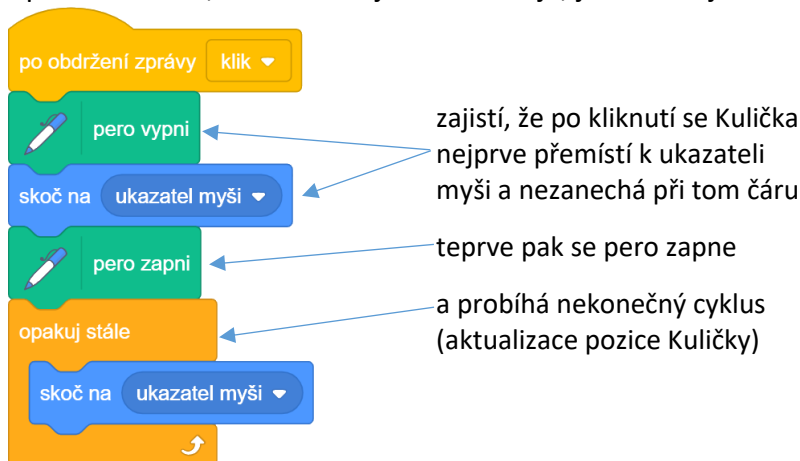 po obdržení zprávy klik
pero vypni
skoč na ukazatel myši
pero zapni
opakuj stále
skoč na ukazatel myši
zajistí, že po kliknutí se Kulička
nejprve přemístí k ukazateli
myši a nezanechá při tom čáru
teprve pak se pero zapne
a probíhá nekonečný cyklus
(aktualizace pozice Kuličky)